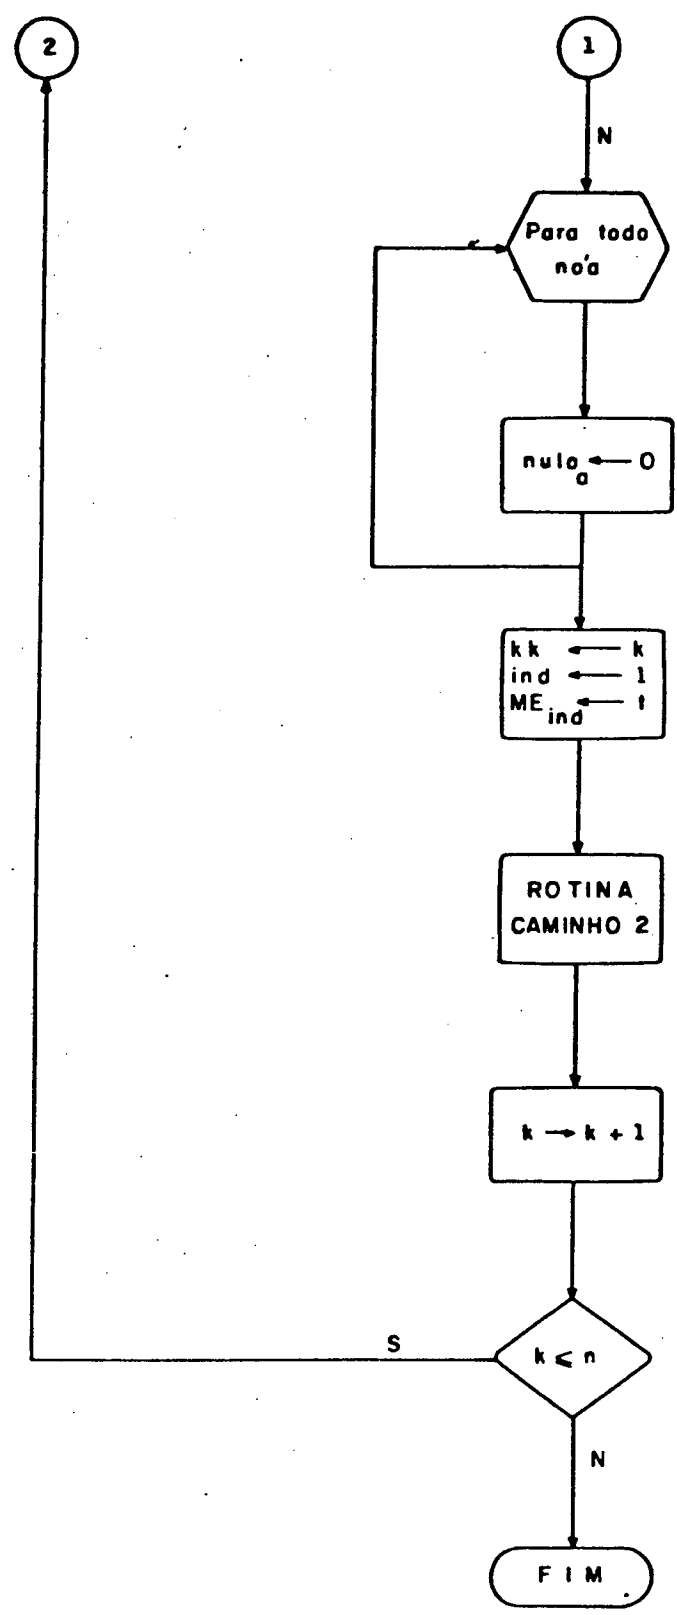 2
1
N
Para todo
nó a
nulo_a ← 0
kk ← k
ind ← 1
ME_ind ← t
ROTINA
CAMINHO 2
k → k + 1
S
k ⩽ n
N
FIM